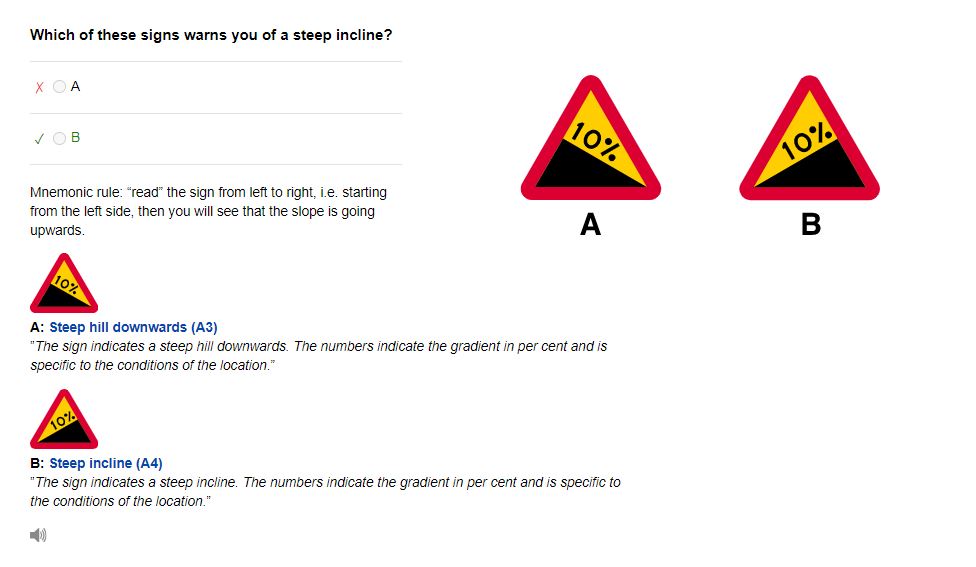 Which of these signs warns you of a steep incline?
✗ A
✓ B
Mnemonic rule: “read” the sign from left to right, i.e. starting
from the left side, then you will see that the slope is going
upwards.
10%
A: Steep hill downwards (A3)
”The sign indicates a steep hill downwards. The numbers indicate the gradient in per cent and is
specific to the conditions of the location.”
10%
B: Steep incline (A4)
”The sign indicates a steep incline. The numbers indicate the gradient in per cent and is specific to
the conditions of the location.”
10%
A
10%
B